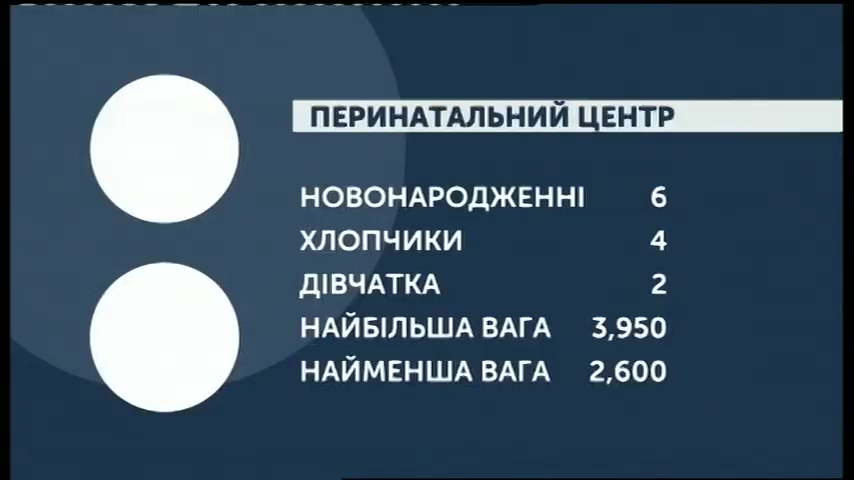 ПЕРИНАТАЛЬНИЙ ЦЕНТР
НОВОНАРОДЖЕННІ 6
ХЛОПЧИКИ 4
ДІВЧАТКА 2
НАЙБІЛЬША ВАГА 3,950
НАЙМЕНША ВАГА 2,600